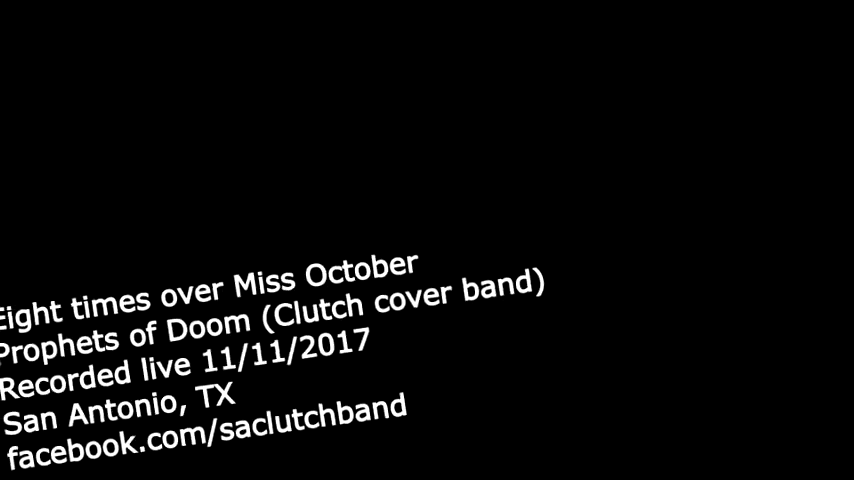 Eight times over Miss October
Prophets of Doom (Clutch cover band)
Recorded live 11/11/2017
San Antonio, TX
facebook.com/saclutchband